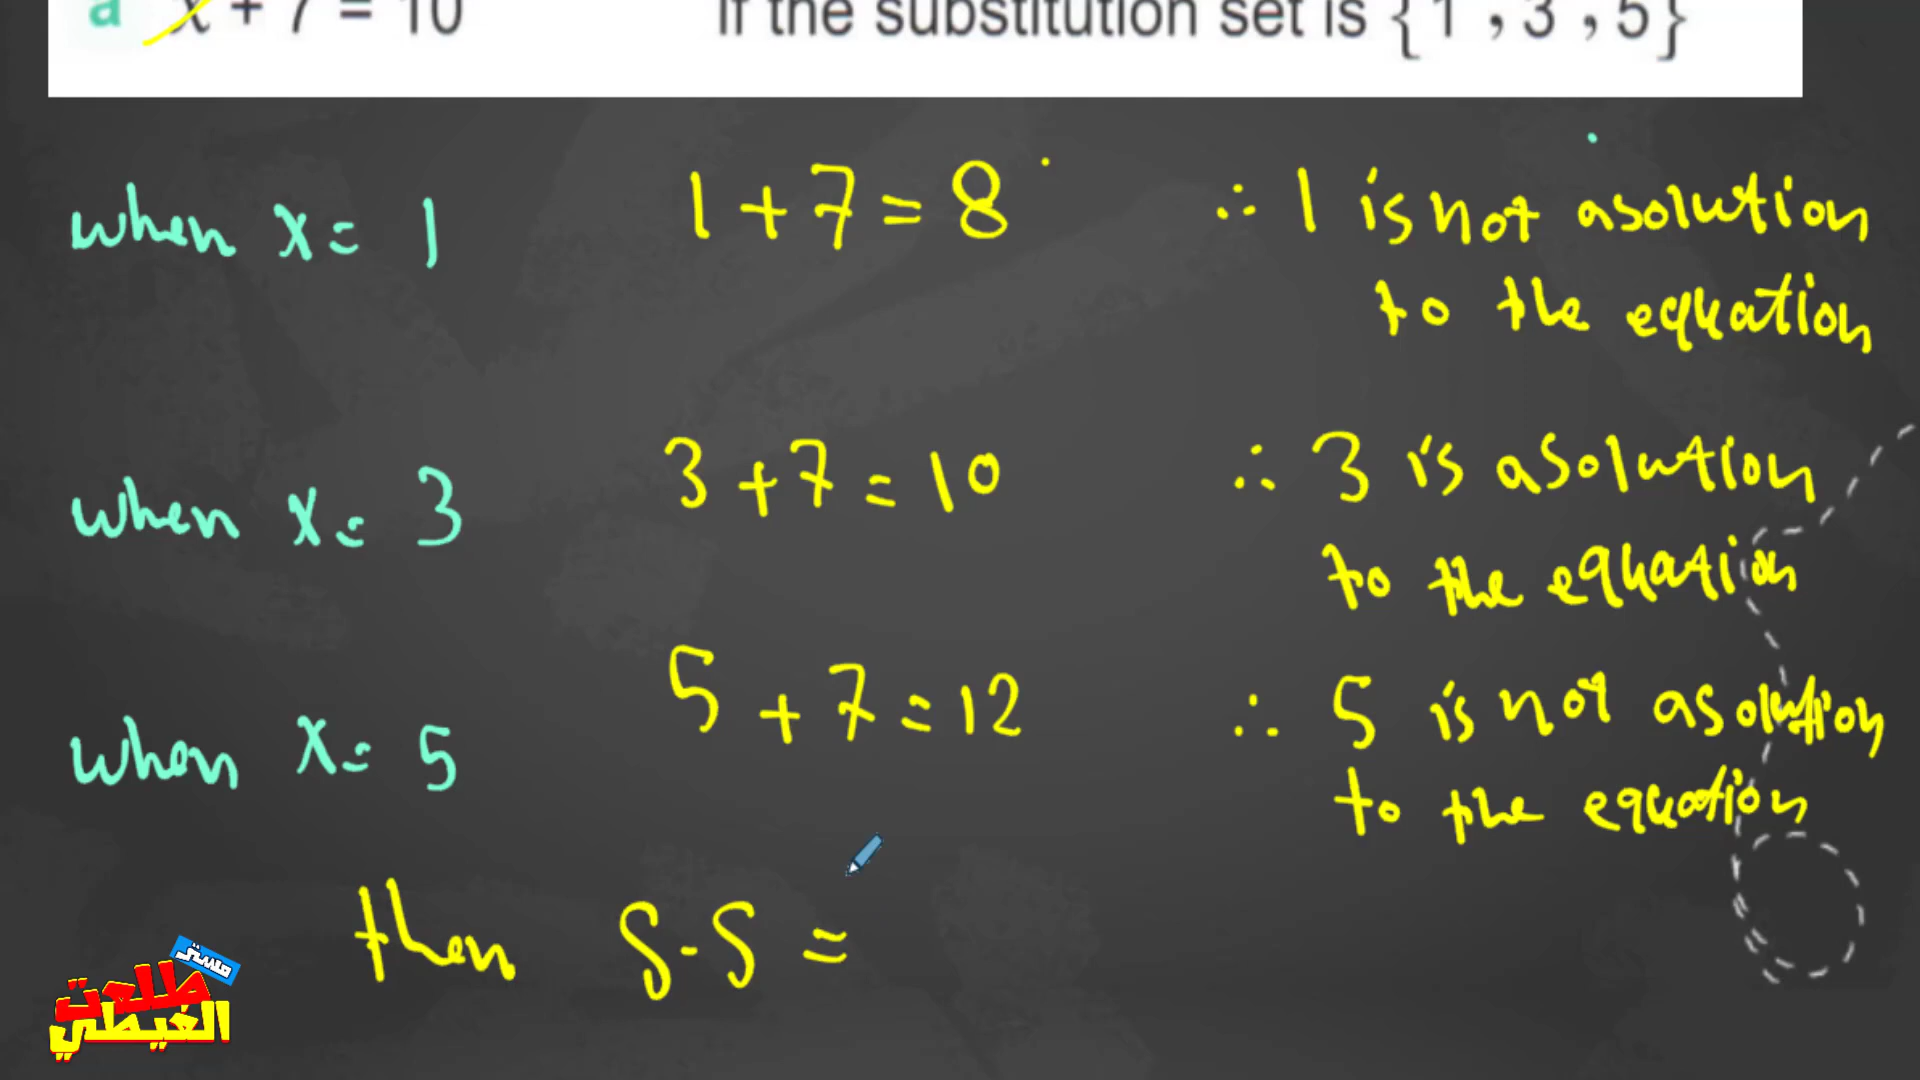 a x + 7 = 10 if the substitution set is {1 , 3 , 5}
when x = 1 1 + 7 = 8 ∴ 1 is not a solution
to the equation
when x = 3 3 + 7 = 10 ∴ 3 is a solution
to the equation
when x = 5 5 + 7 = 12 ∴ 5 is not a solution
to the equation
then S.S =
مستر
طلعت
الغيطي